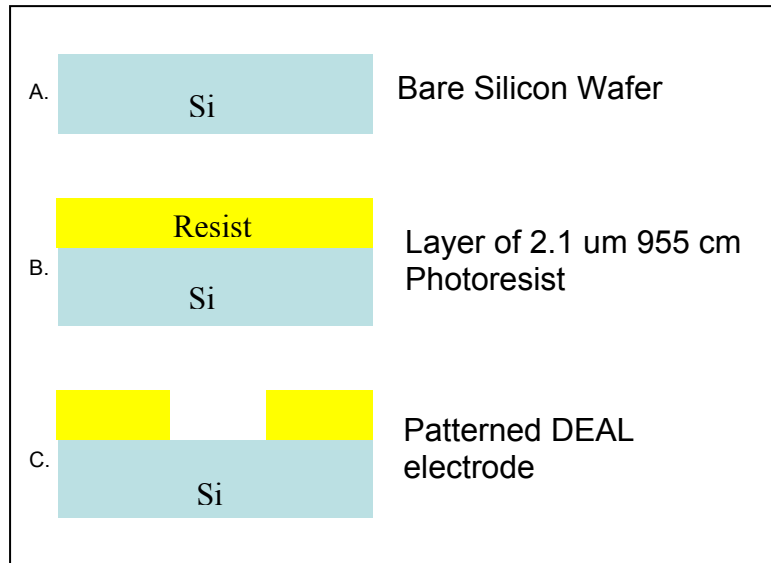 A.
Si
Bare Silicon Wafer
Resist
B.
Si
Layer of 2.1 um 955 cm
Photoresist
C.
Si
Patterned DEAL
electrode